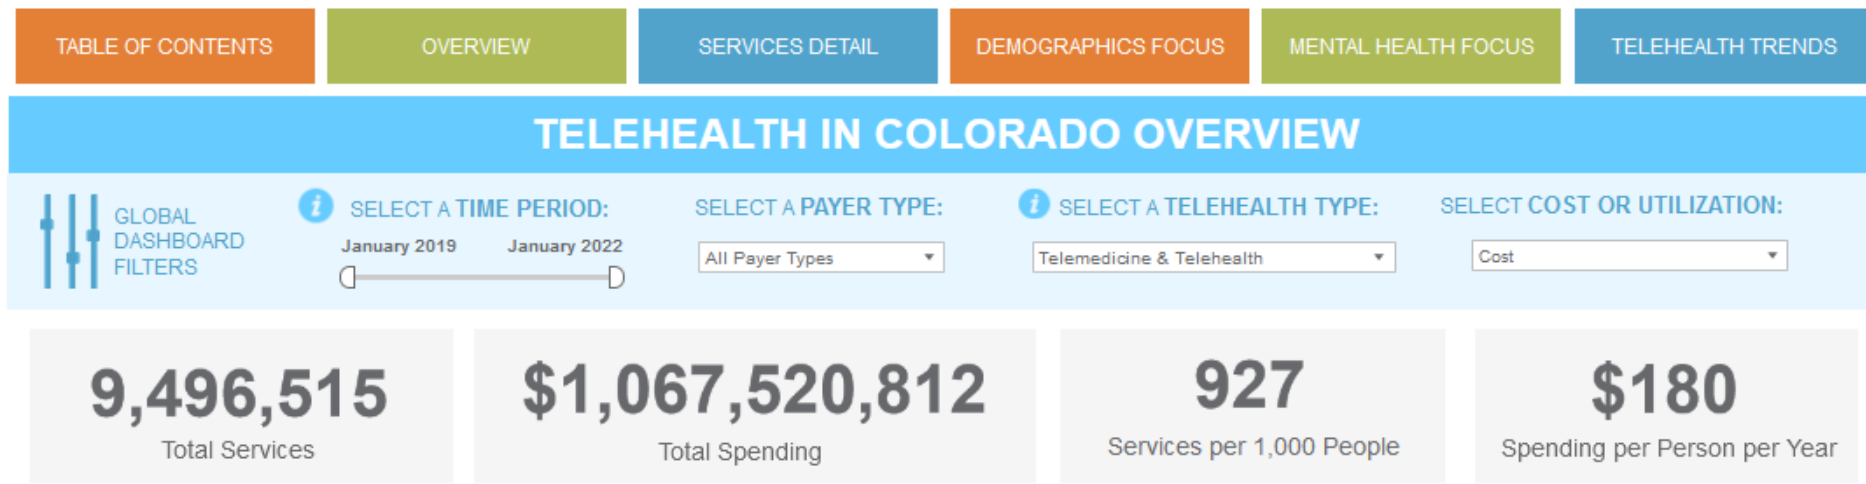 TABLE OF CONTENTS
OVERVIEW
SERVICES DETAIL
DEMOGRAPHICS FOCUS
MENTAL HEALTH FOCUS
TELEHEALTH TRENDS
TELEHEALTH IN COLORADO OVERVIEW
GLOBAL
DASHBOARD
FILTERS
i SELECT A TIME PERIOD:
January 2019 January 2022
SELECT A PAYER TYPE:
All Payer Types
i SELECT A TELEHEALTH TYPE:
Telemedicine & Telehealth
SELECT COST OR UTILIZATION:
Cost
9,496,515
Total Services
$1,067,520,812
Total Spending
927
Services per 1,000 People
$180
Spending per Person per Year